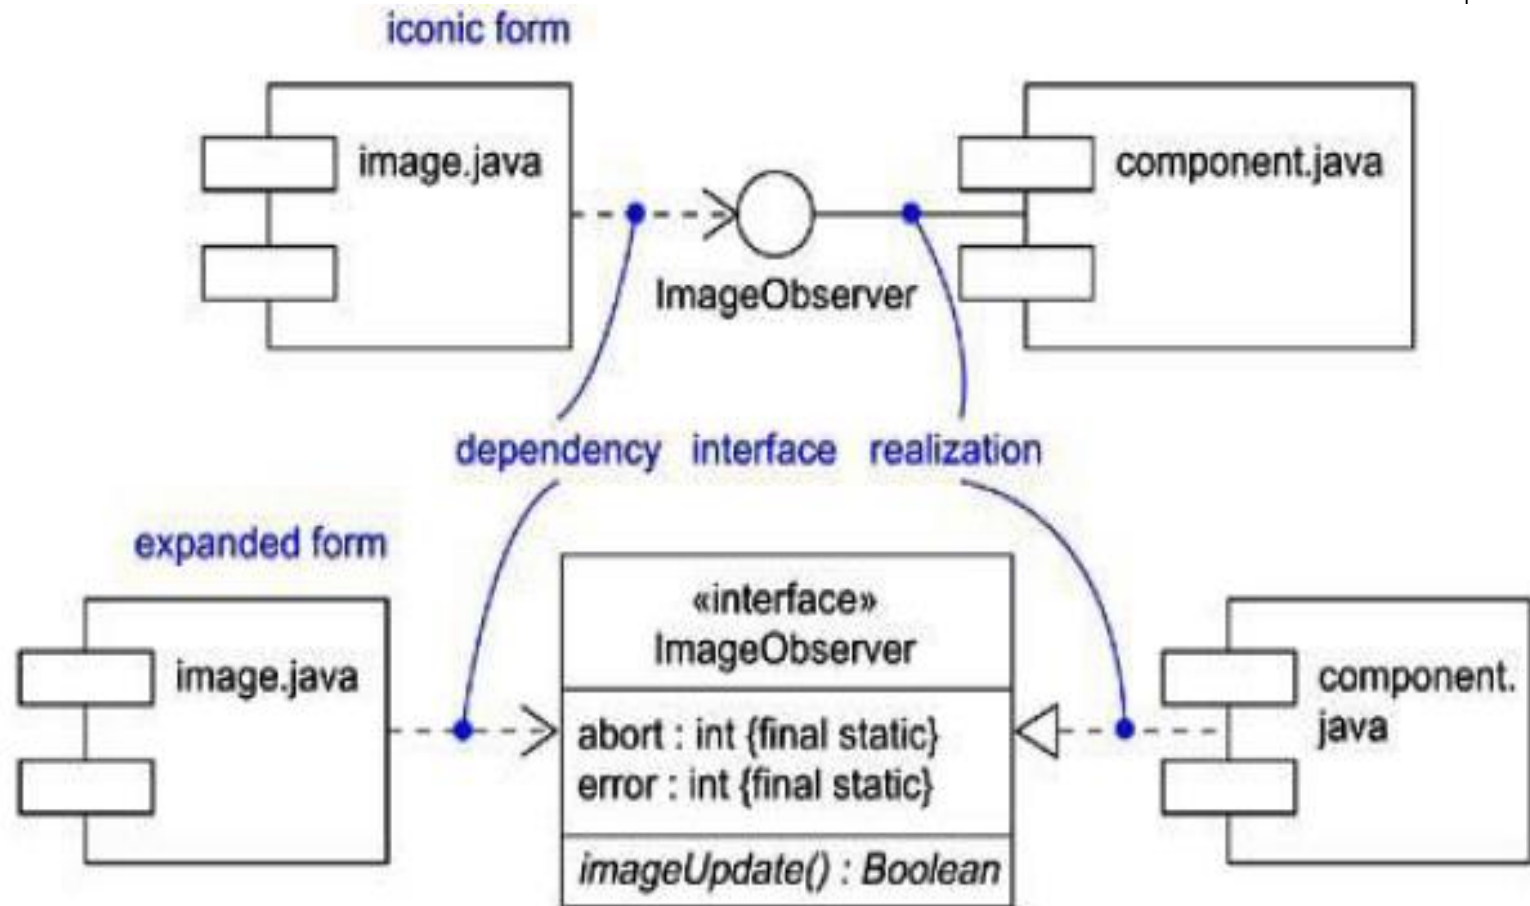 iconic form
image.java
component.java
ImageObserver
dependency interface realization
expanded form
image.java
«interface»
ImageObserver
abort : int {final static}
error : int {final static}
imageUpdate() : Boolean
component.
java